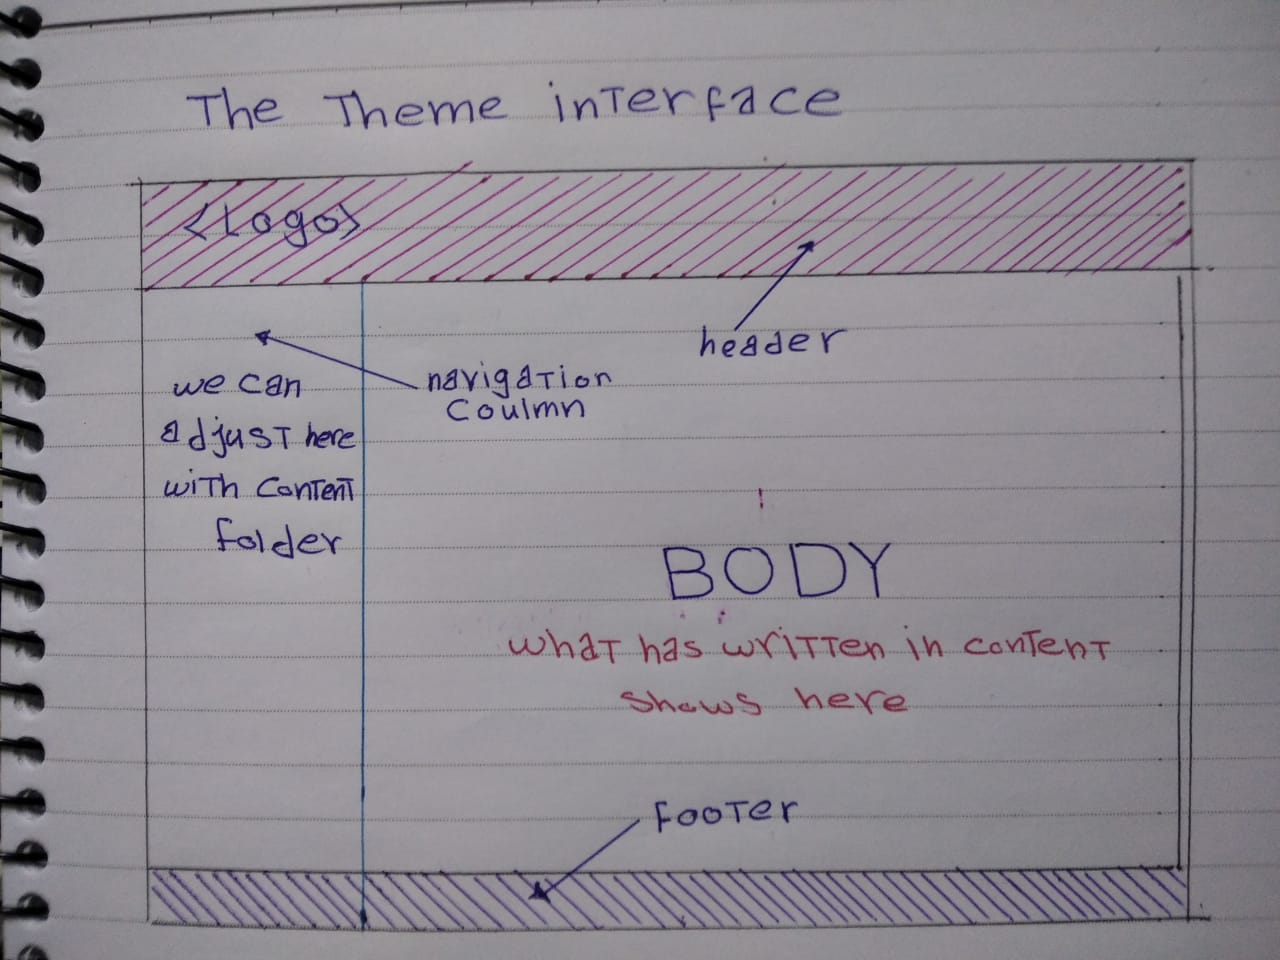 The Theme interface
<Logo>
header
navigation
Coulmn
we can
adjust here
with content
folder
BODY
what has written in content
shows here
Footer